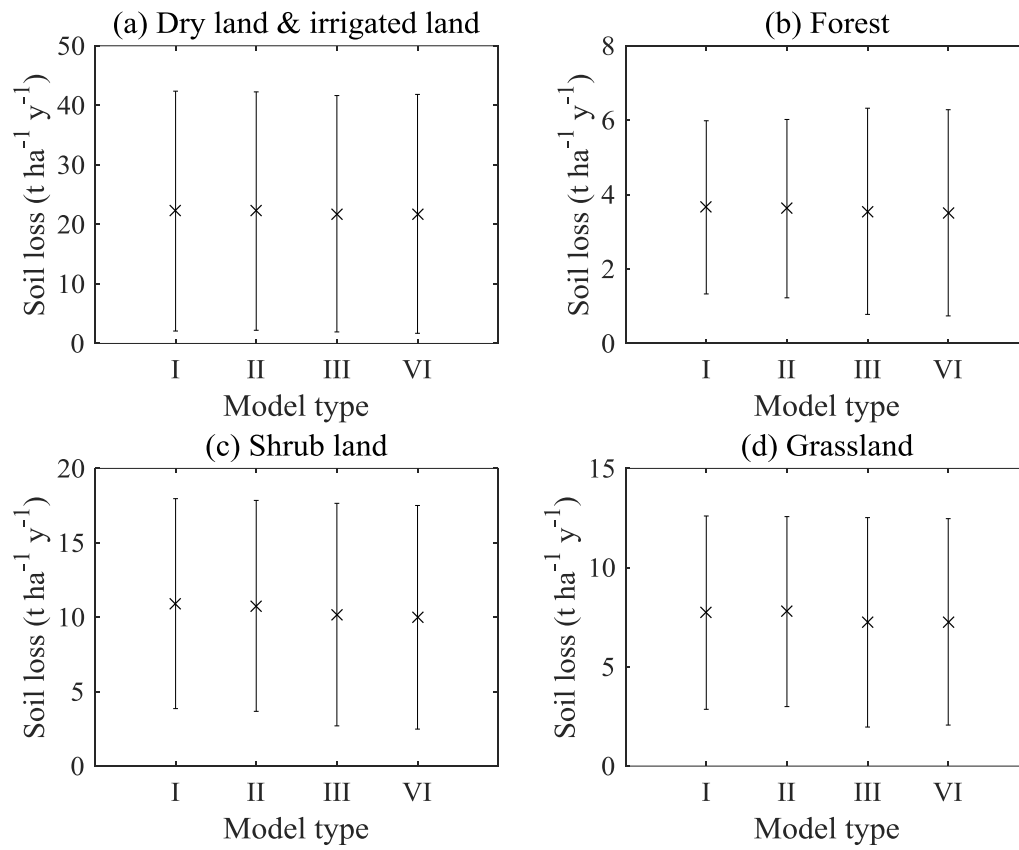 (a) Dry land & irrigated land
Soil loss (t ha⁻¹ y⁻¹)
50
40
30
20
10
0
I II III VI
Model type
(b) Forest
Soil loss (t ha⁻¹ y⁻¹)
8
6
4
2
0
I II III VI
Model type
(c) Shrub land
Soil loss (t ha⁻¹ y⁻¹)
20
15
10
5
0
I II III VI
Model type
(d) Grassland
Soil loss (t ha⁻¹ y⁻¹)
15
10
5
0
I II III VI
Model type